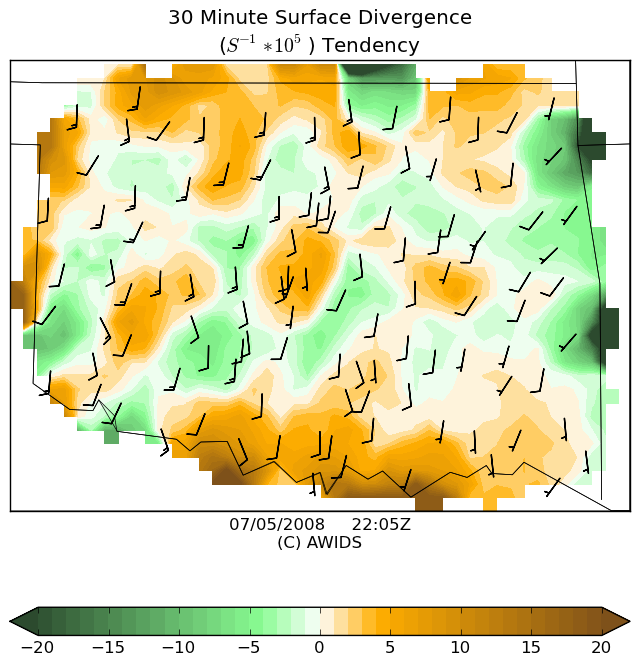 30 Minute Surface Divergence
(S⁻¹ *10⁵ ) Tendency
07/05/2008 22:05Z
(C) AWIDS
−20 −15 −10 −5 0 5 10 15 20